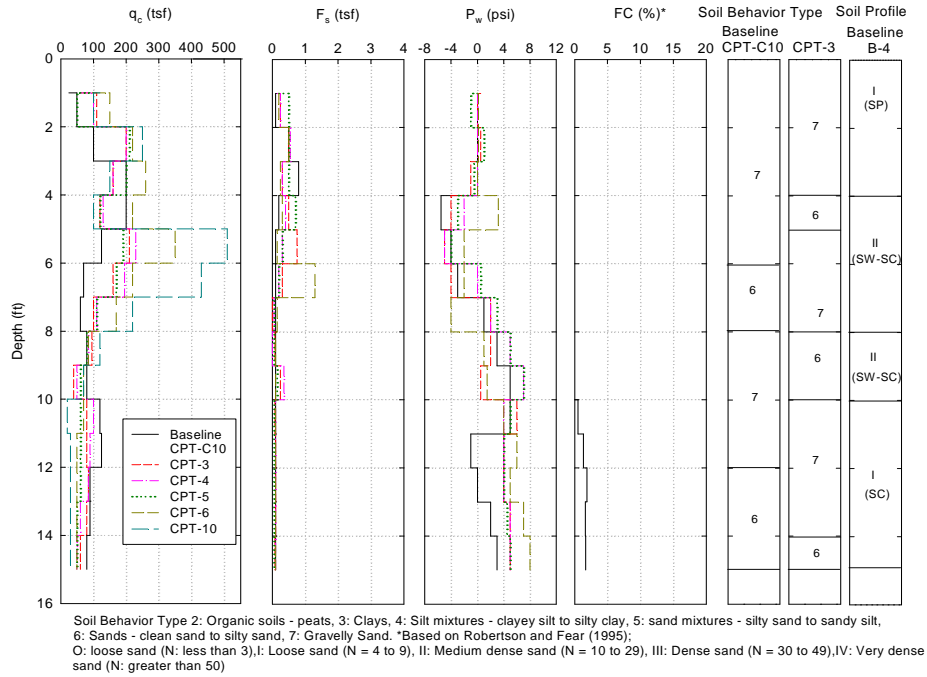 q_c (tsf)
F_s (tsf)
P_w (psi)
FC (%)*
Soil Behavior Type
Soil Profile
Baseline CPT-C10
CPT-3
Baseline B-4
0 100 200 300 400 500
0 1 2 3 4
-8 -4 0 4 8 12
0 5 10 15 20
Depth (ft)
0
2
4
6
8
10
12
14
16
Baseline
CPT-C10
CPT-3
CPT-4
CPT-5
CPT-6
CPT-10
7
6
7
6
7
6
7
6
7
6
I
(SP)
II
(SW-SC)
II
(SW-SC)
I
(SC)
Soil Behavior Type 2: Organic soils - peats, 3: Clays, 4: Silt mixtures - clayey silt to silty clay, 5: sand mixtures - silty sand to sandy silt,
6: Sands - clean sand to silty sand, 7: Gravelly Sand. *Based on Robertson and Fear (1995);
O: loose sand (N: less than 3),I: Loose sand (N = 4 to 9), II: Medium dense sand (N = 10 to 29), III: Dense sand (N = 30 to 49),IV: Very dense
sand (N: greater than 50)